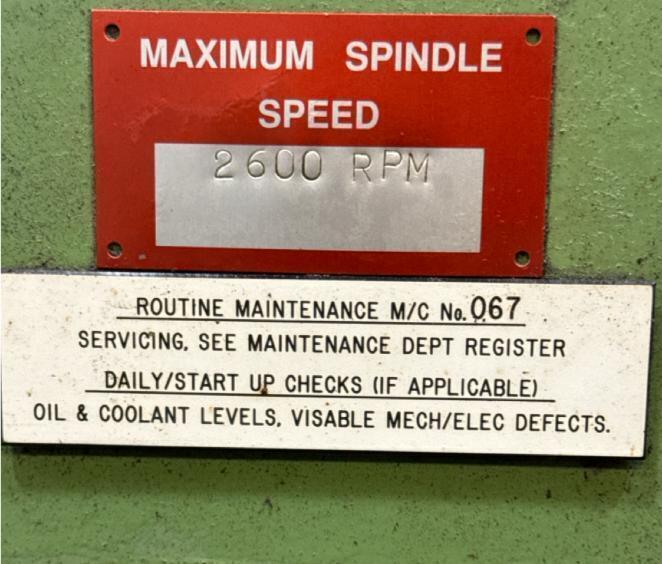 MAXIMUM SPINDLE
SPEED
2600 RPM
ROUTINE MAINTENANCE M/C No. 067
SERVICING, SEE MAINTENANCE DEPT REGISTER
DAILY/START UP CHECKS (IF APPLICABLE)
OIL & COOLANT LEVELS, VISABLE MECH/ELEC DEFECTS.